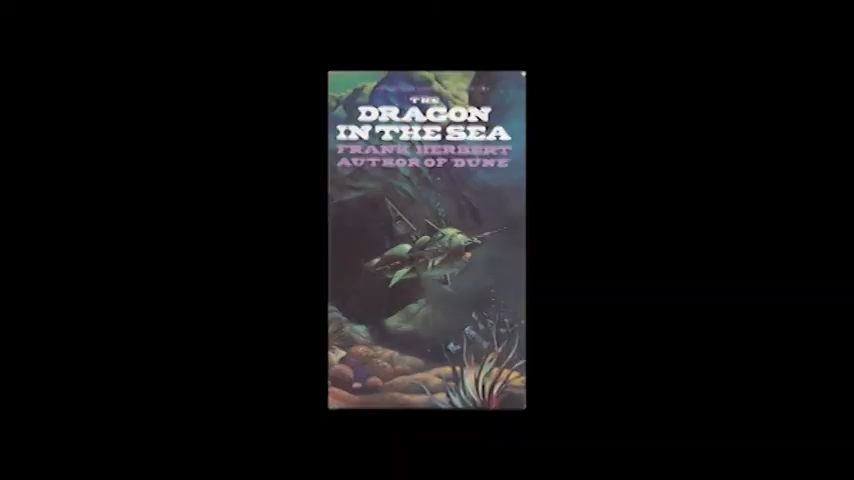 THE
DRAGON
IN THE SEA
FRANK HERBERT
AUTHOR OF DUNE